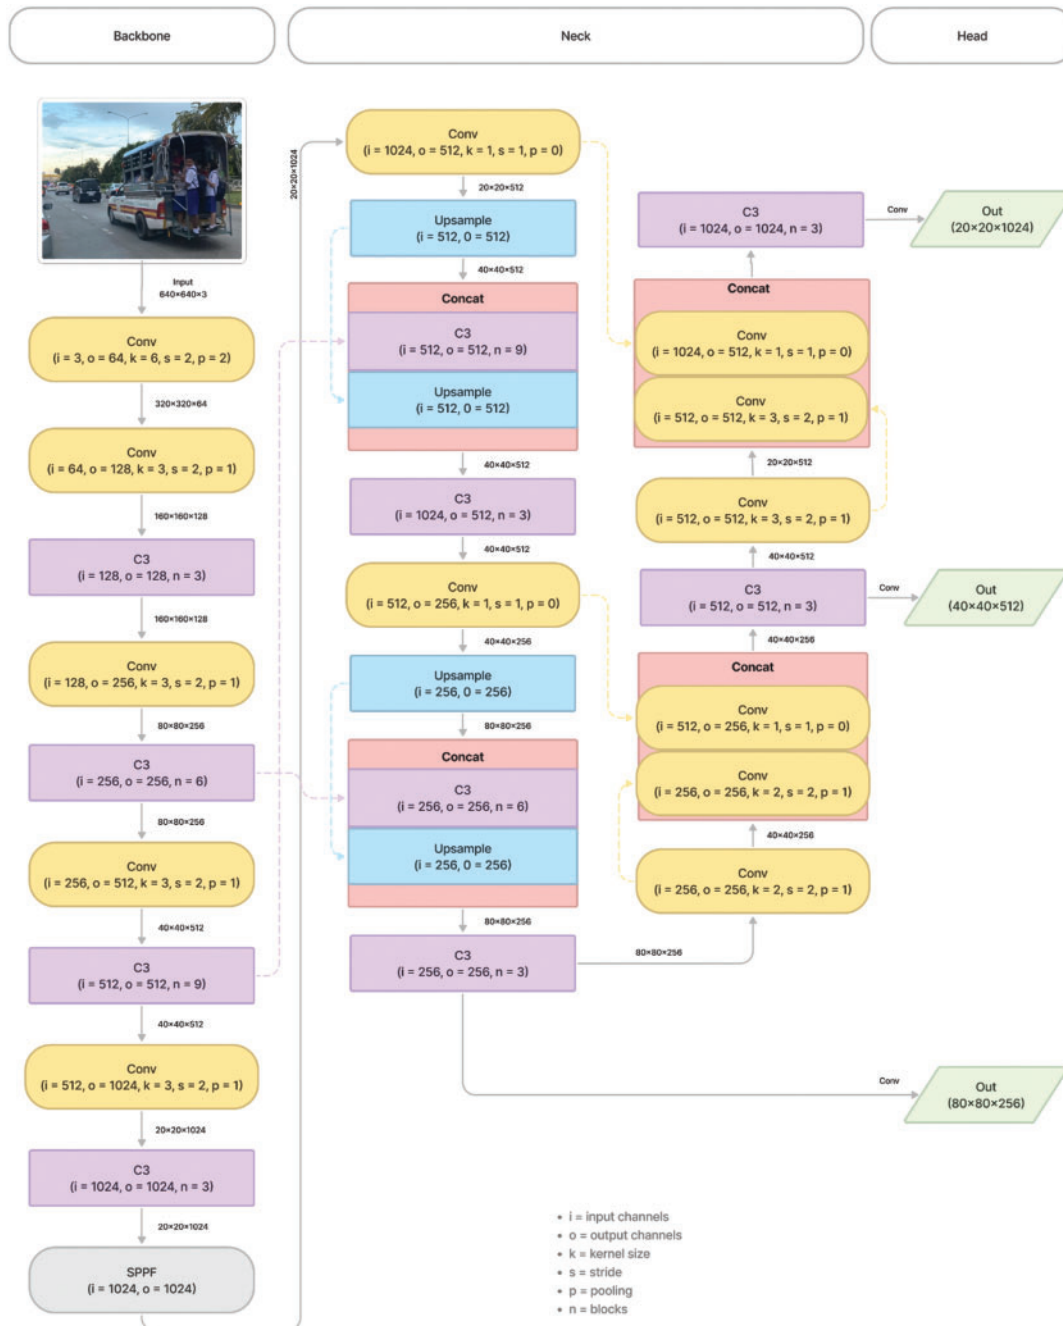 Backbone
Neck
Head
Input
640×640×3
Conv
(i = 3, o = 64, k = 6, s = 2, p = 2)
320×320×64
Conv
(i = 64, o = 128, k = 3, s = 2, p = 1)
160×160×128
C3
(i = 128, o = 128, n = 3)
160×160×128
Conv
(i = 128, o = 256, k = 3, s = 2, p = 1)
80×80×256
C3
(i = 256, o = 256, n = 6)
80×80×256
Conv
(i = 256, o = 512, k = 3, s = 2, p = 1)
40×40×512
C3
(i = 512, o = 512, n = 9)
40×40×512
Conv
(i = 512, o = 1024, k = 3, s = 2, p = 1)
20×20×1024
C3
(i = 1024, o = 1024, n = 3)
20×20×1024
SPPF
(i = 1024, o = 1024)
20×20×1024
Conv
(i = 1024, o = 512, k = 1, s = 1, p = 0)
20×20×512
Upsample
(i = 512, 0 = 512)
40×40×512
Concat
C3
(i = 512, o = 512, n = 9)
Upsample
(i = 512, 0 = 512)
40×40×512
C3
(i = 1024, o = 512, n = 3)
40×40×512
Conv
(i = 512, o = 256, k = 1, s = 1, p = 0)
40×40×256
Upsample
(i = 256, 0 = 256)
80×80×256
Concat
C3
(i = 256, o = 256, n = 6)
Upsample
(i = 256, 0 = 256)
80×80×256
C3
(i = 256, o = 256, n = 3)
80×80×256
C3
(i = 1024, o = 1024, n = 3)
Concat
Conv
(i = 1024, o = 512, k = 1, s = 1, p = 0)
Conv
(i = 512, o = 512, k = 3, s = 2, p = 1)
20×20×512
Conv
(i = 512, o = 512, k = 3, s = 2, p = 1)
40×40×512
C3
(i = 512, o = 512, n = 3)
40×40×256
Concat
Conv
(i = 512, o = 256, k = 1, s = 1, p = 0)
Conv
(i = 256, o = 256, k = 2, s = 2, p = 1)
40×40×256
Conv
(i = 256, o = 256, k = 2, s = 2, p = 1)
Conv
Out
(20×20×1024)
Conv
Out
(40×40×512)
Conv
Out
(80×80×256)
• i = input channels
• o = output channels
• k = kernel size
• s = stride
• p = pooling
• n = blocks